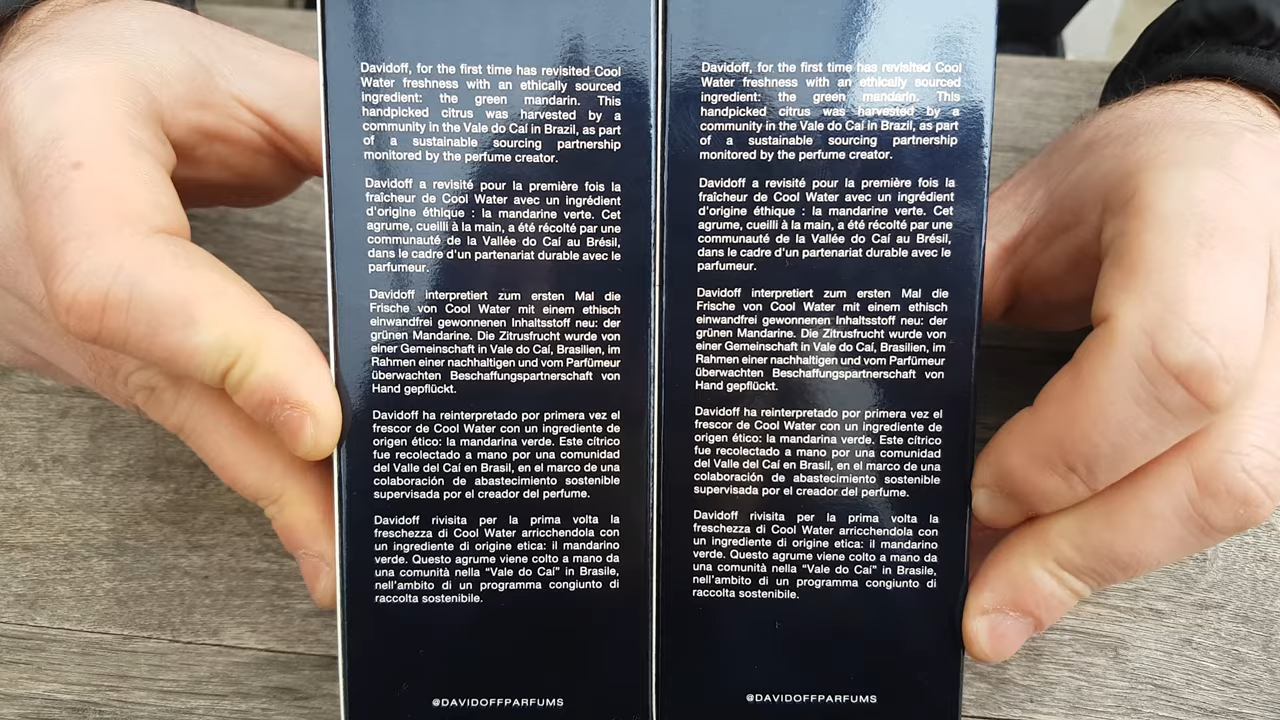 Davidoff, for the first time has revisited Cool
Water freshness with an ethically sourced
ingredient: the green mandarin. This
handpicked citrus was harvested by a
community in the Vale do Caí in Brazil, as part
of a sustainable sourcing partnership
monitored by the perfume creator.
Davidoff a revisité pour la première fois la
fraîcheur de Cool Water avec un ingrédient
d'origine éthique : la mandarine verte. Cet
agrume, cueilli à la main, a été récolté par une
communauté de la Vallée do Caí au Brésil,
dans le cadre d'un partenariat durable avec le
parfumeur.
Davidoff interpretiert zum ersten Mal die
Frische von Cool Water mit einem ethisch
einwandfrei gewonnenen Inhaltsstoff neu: der
grünen Mandarine. Die Zitrusfrucht wurde von
einer Gemeinschaft in Vale do Caí, Brasilien, im
Rahmen einer nachhaltigen und vom Parfümeur
überwachten Beschaffungspartnerschaft von
Hand gepflückt.
Davidoff ha reinterpretado por primera vez el
frescor de Cool Water con un ingrediente de
origen ético: la mandarina verde. Este cítrico
fue recolectado a mano por una comunidad
del Valle del Caí en Brasil, en el marco de una
colaboración de abastecimiento sostenible
supervisada por el creador del perfume.
Davidoff rivisita per la prima volta la
freschezza di Cool Water arricchendola con
un ingrediente di origine etica: il mandarino
verde. Questo agrume viene colto a mano da
una comunità nella “Vale do Caí” in Brasile,
nell'ambito di un programma congiunto di
raccolta sostenibile.
@DAVIDOFFPARFUMS
Davidoff, for the first time has revisited Cool
Water freshness with an ethically sourced
ingredient: the green mandarin. This
handpicked citrus was harvested by a
community in the Vale do Caí in Brazil, as part
of a sustainable sourcing partnership
monitored by the perfume creator.
Davidoff a revisité pour la première fois la
fraîcheur de Cool Water avec un ingrédient
d'origine éthique : la mandarine verte. Cet
agrume, cueilli à la main, a été récolté par une
communauté de la Vallée do Caí au Brésil,
dans le cadre d'un partenariat durable avec le
parfumeur.
Davidoff interpretiert zum ersten Mal die
Frische von Cool Water mit einem ethisch
einwandfrei gewonnenen Inhaltsstoff neu: der
grünen Mandarine. Die Zitrusfrucht wurde von
einer Gemeinschaft in Vale do Caí, Brasilien, im
Rahmen einer nachhaltigen und vom Parfümeur
überwachten Beschaffungspartnerschaft von
Hand gepflückt.
Davidoff ha reinterpretado por primera vez el
frescor de Cool Water con un ingrediente de
origen ético: la mandarina verde. Este cítrico
fue recolectado a mano por una comunidad
del Valle del Caí en Brasil, en el marco de una
colaboración de abastecimiento sostenible
supervisada por el creador del perfume.
Davidoff rivisita per la prima volta la
freschezza di Cool Water arricchendola con
un ingrediente di origine etica: il mandarino
verde. Questo agrume viene colto a mano da
una comunità nella “Vale do Caí” in Brasile,
nell'ambito di un programma congiunto di
raccolta sostenibile.
@DAVIDOFFPARFUMS